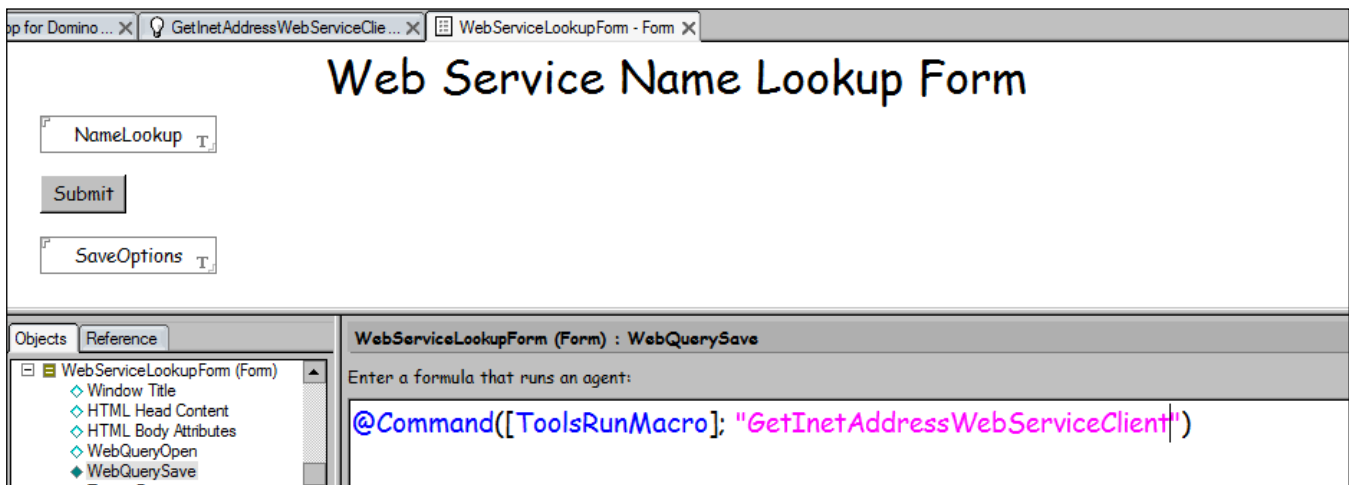 op for Domino ... GetInetAddressWebServiceClie ... WebServiceLookupForm - Form
Web Service Name Lookup Form
NameLookup T
Submit
SaveOptions T
Objects Reference
WebServiceLookupForm (Form) : WebQuerySave
WebServiceLookupForm (Form)
Enter a formula that runs an agent:
Window Title
HTML Head Content
@Command([ToolsRunMacro]; "GetInetAddressWebServiceClient")
HTML Body Attributes
WebQueryOpen
WebQuerySave